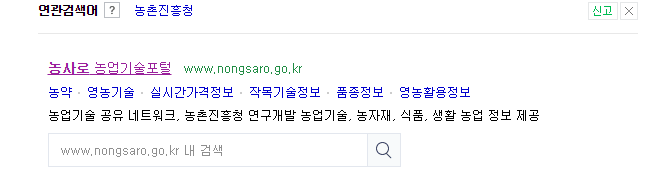 연관검색어 ? 농촌진흥청 신고 ×
농사로 농업기술포털 www.nongsaro.go.kr
농약 · 영농기술 · 실시간가격정보 · 작목기술정보 · 품종정보 · 영농활용정보
농업기술 공유 네트워크, 농촌진흥청 연구개발 농업기술, 농자재, 식품, 생활 농업 정보 제공
www.nongsaro.go.kr 내 검색